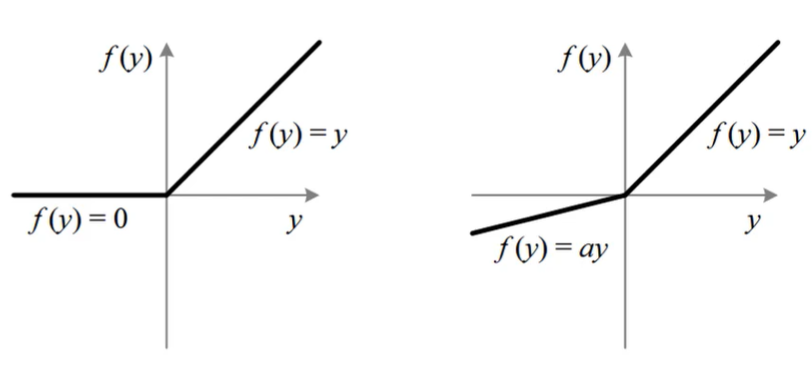 f(y)
f(y) = y
f(y) = 0
y
f(y)
f(y) = y
y
f(y) = ay